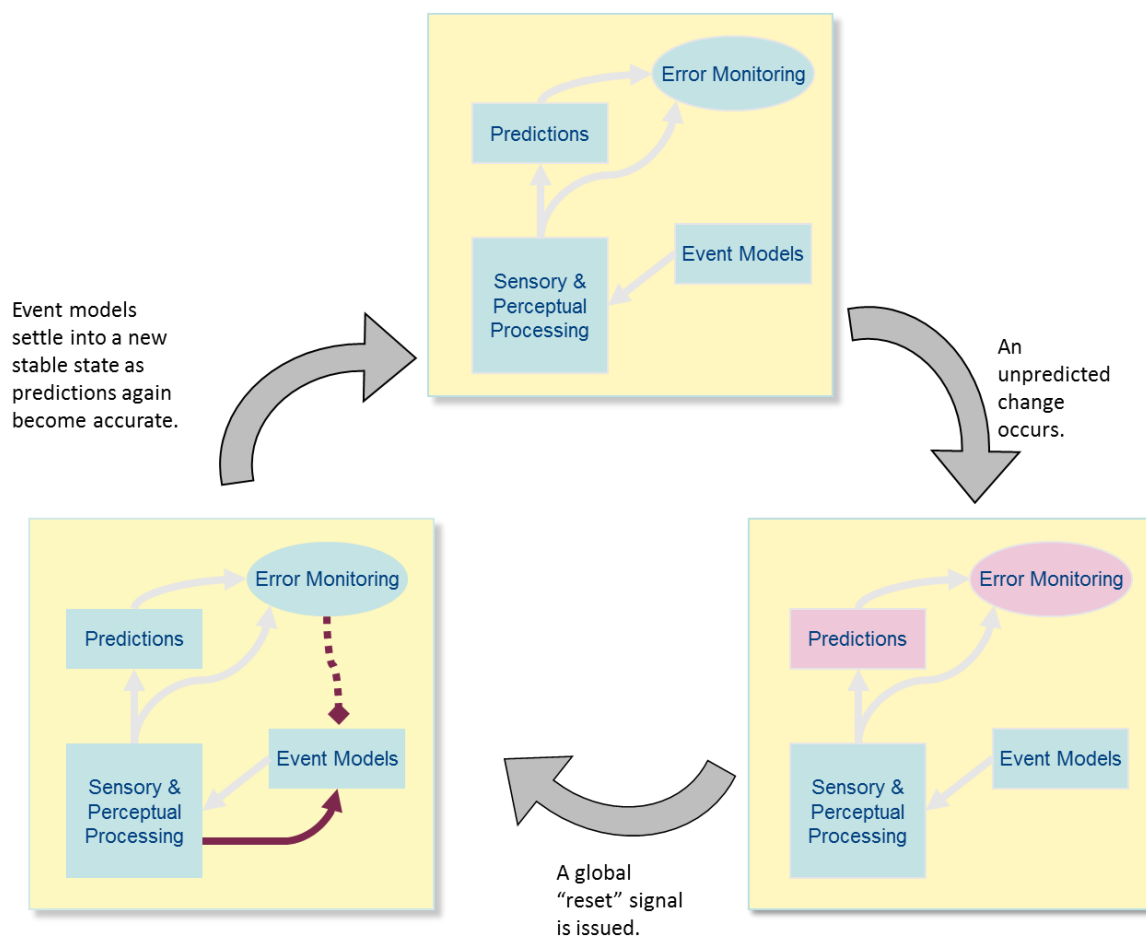 Error Monitoring
Predictions
Event Models
Sensory &
Perceptual
Processing
An
unpredicted
change
occurs.
Error Monitoring
Predictions
Event Models
Sensory &
Perceptual
Processing
A global
“reset” signal
is issued.
Error Monitoring
Predictions
Event Models
Sensory &
Perceptual
Processing
Event models
settle into a new
stable state as
predictions again
become accurate.